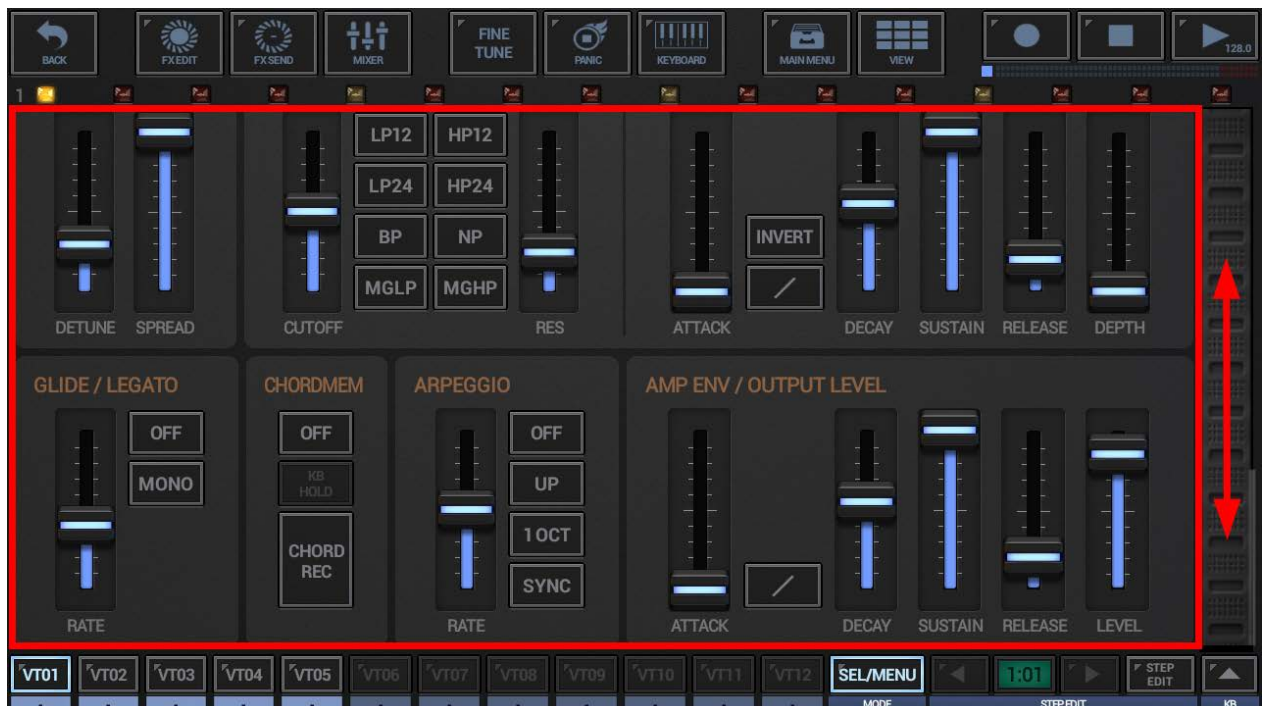 BACK
FX EDIT
FX SEND
MIXER
FINE
TUNE
PANIC
KEYBOARD
MAIN MENU
VIEW
128.0
1
LP12
HP12
LP24
HP24
BP
NP
INVERT
MGLP
MGHP
DETUNE
SPREAD
CUTOFF
RES
ATTACK
DECAY
SUSTAIN
RELEASE
DEPTH
GLIDE / LEGATO
CHORDMEM
ARPEGGIO
AMP ENV / OUTPUT LEVEL
OFF
OFF
OFF
MONO
KB
HOLD
UP
CHORD
REC
1 OCT
SYNC
RATE
RATE
ATTACK
DECAY
SUSTAIN
RELEASE
LEVEL
VT01
VT02
VT03
VT04
VT05
VT06
VT07
VT08
VT09
VT10
VT11
VT12
SEL/MENU
1:01
STEP
EDIT
MODE
STEP EDIT
KB